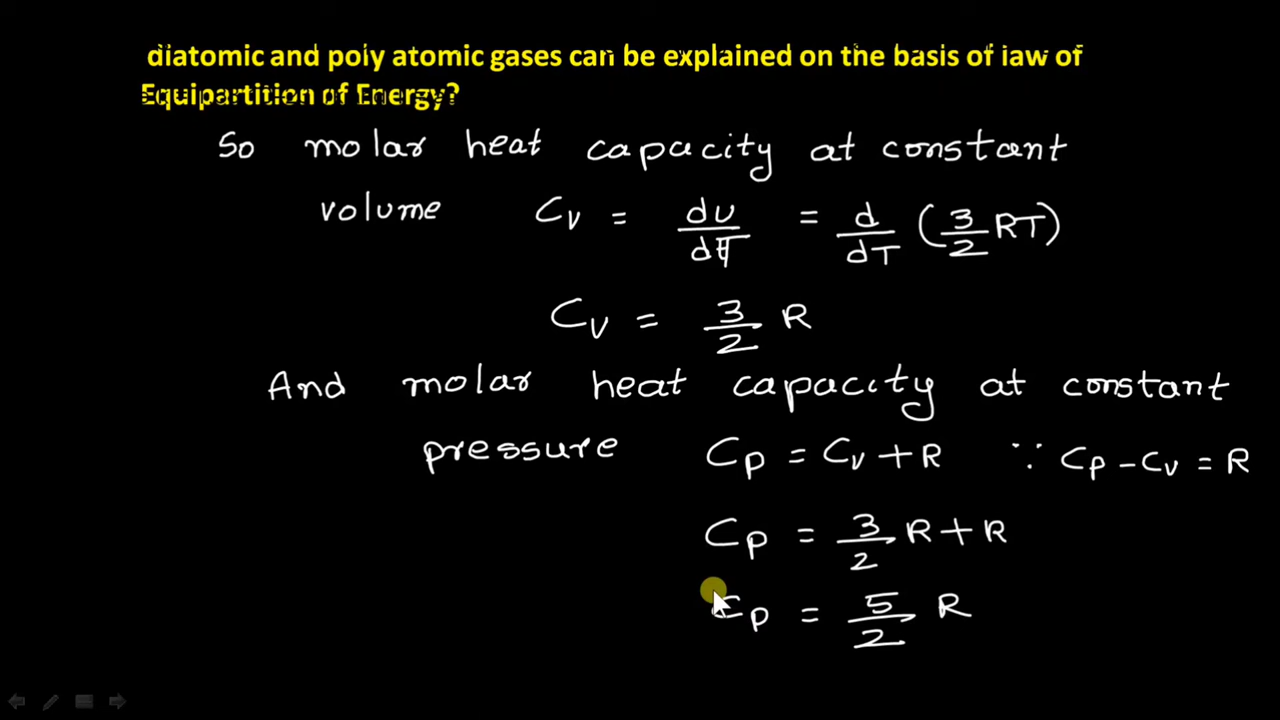 diatomic and poly atomic gases can be explained on the basis of law of
Equipartition of Energy?
So molar heat capacity at constant
volume Cv = dU/dT = d/dT (3/2 RT)
Cv = 3/2 R
And molar heat capacity at constant
pressure Cp = Cv + R ∵ Cp - Cv = R
Cp = 3/2 R + R
Cp = 5/2 R